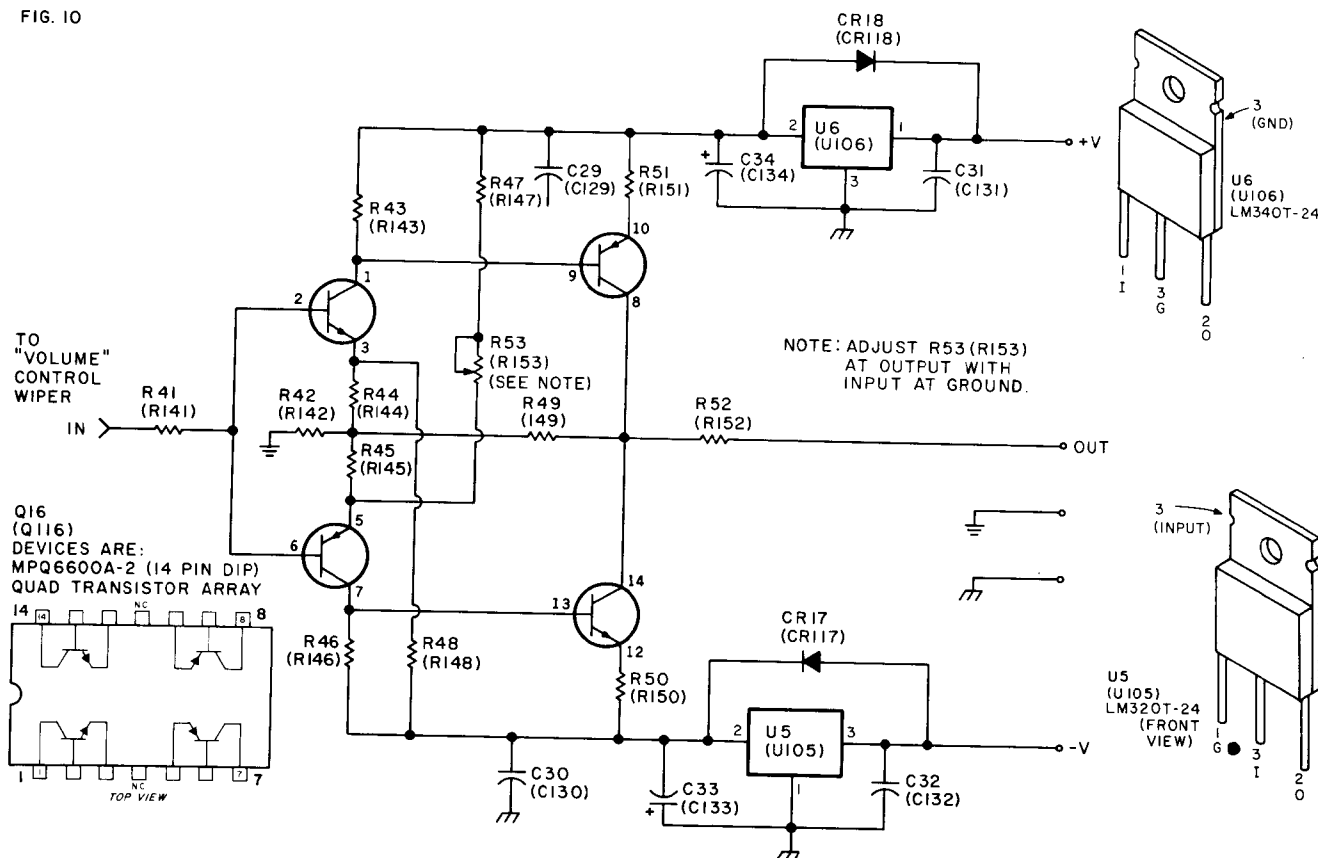 FIG. 10
CR18
(CR118)
U6
(U106)
2
1
3
+V
3
(GND)
U6
(U106)
LM340T-24
1
I
3
G
2
O
C34
(C134)
+
C31
(C131)
C29
(C129)
R51
(R151)
R47
(R147)
R43
(R143)
10
9
8
1
2
3
TO
"VOLUME"
CONTROL
WIPER
IN
R41
(R141)
R42
(R142)
R44
(R144)
R53
(R153)
(SEE NOTE)
NOTE: ADJUST R53 (R153)
AT OUTPUT WITH
INPUT AT GROUND.
R49
(149)
R52
(R152)
OUT
R45
(R145)
5
6
7
Q16
(Q116)
DEVICES ARE:
MPQ6600A-2 (14 PIN DIP)
QUAD TRANSISTOR ARRAY
14
14
NC
8
8
1
1
NC
7
7
TOP VIEW
14
13
12
R46
(R146)
R48
(R148)
R50
(R150)
C30
(C130)
C33
(C133)
+
CR17
(CR117)
2
U5
(U105)
3
1
C32
(C132)
-V
3
(INPUT)
U5
(U105)
LM320T-24
(FRONT
VIEW)
1
G
3
I
2
O